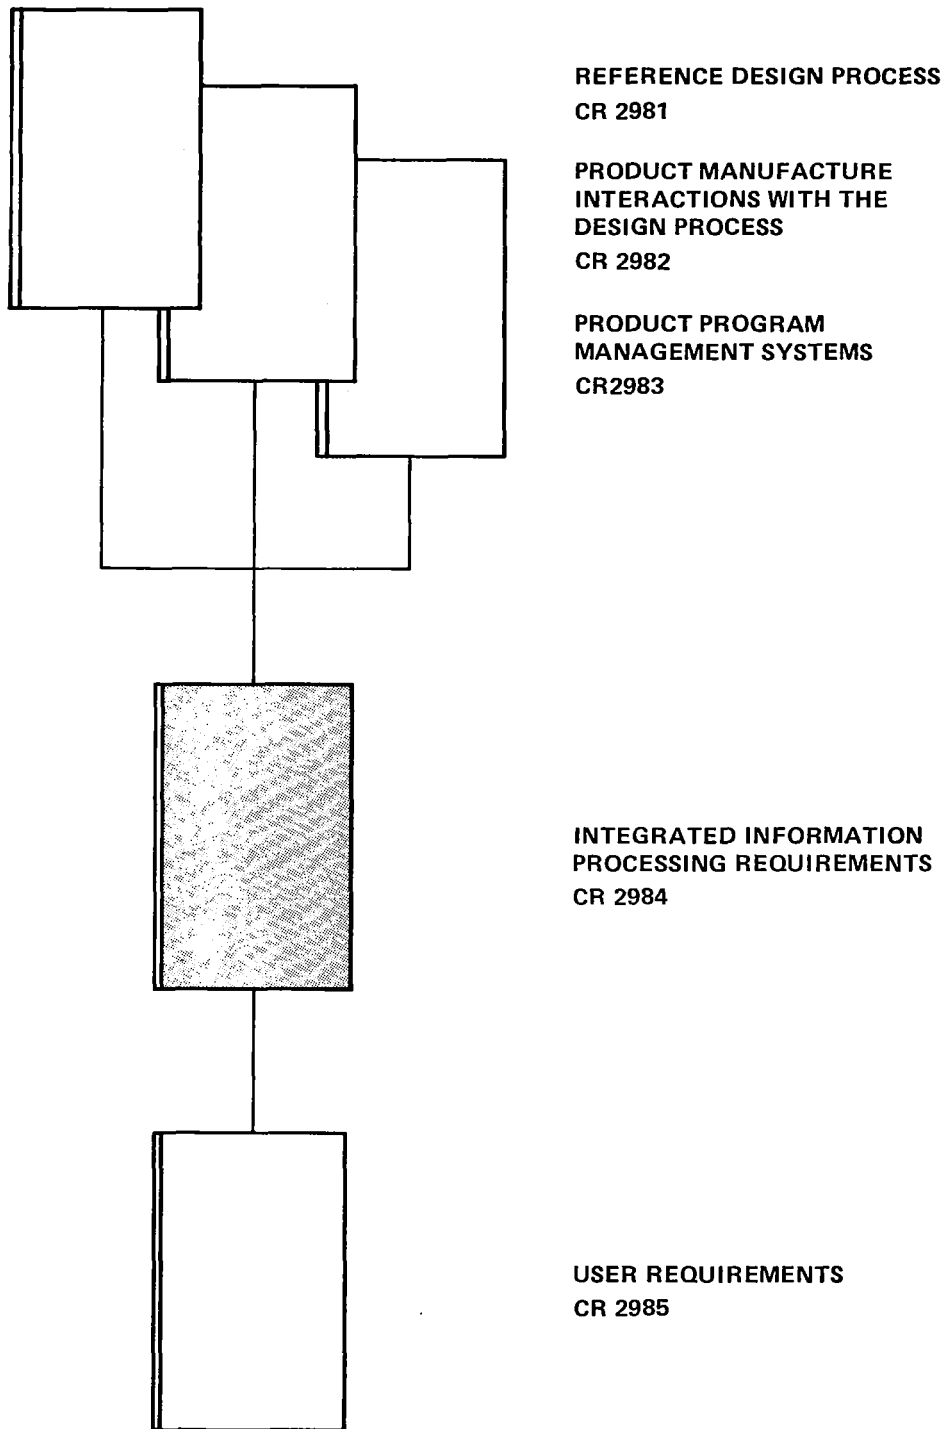 REFERENCE DESIGN PROCESS
CR 2981
PRODUCT MANUFACTURE
INTERACTIONS WITH THE
DESIGN PROCESS
CR 2982
PRODUCT PROGRAM
MANAGEMENT SYSTEMS
CR2983
INTEGRATED INFORMATION
PROCESSING REQUIREMENTS
CR 2984
USER REQUIREMENTS
CR 2985